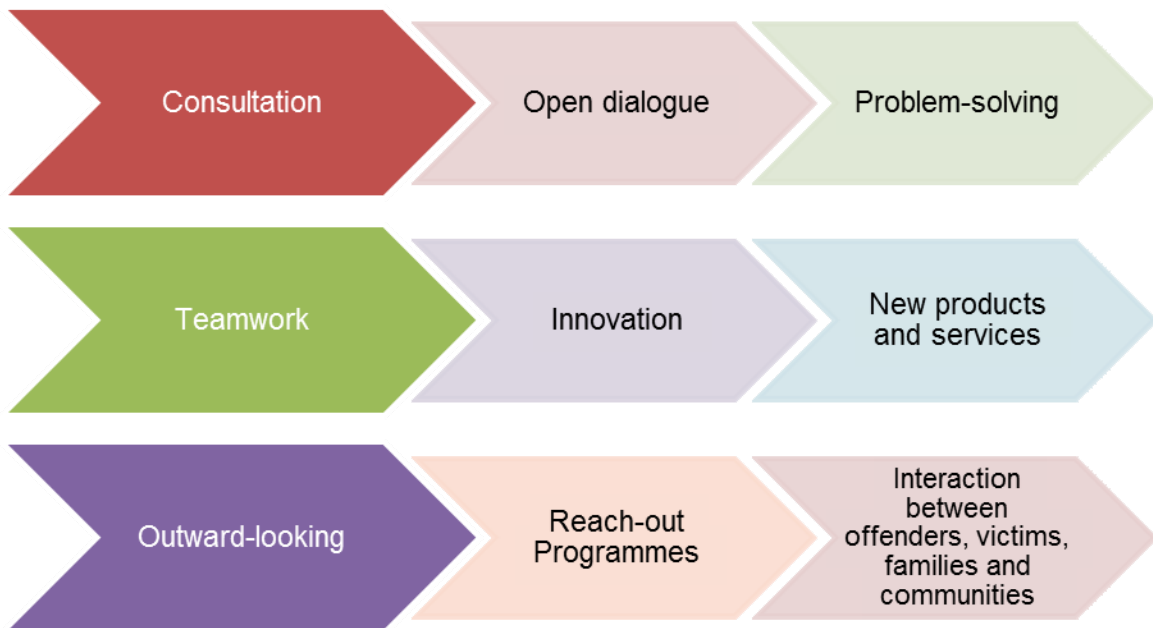 Consultation
Open dialogue
Problem-solving
Teamwork
Innovation
New products
and services
Outward-looking
Reach-out
Programmes
Interaction
between
offenders, victims,
families and
communities